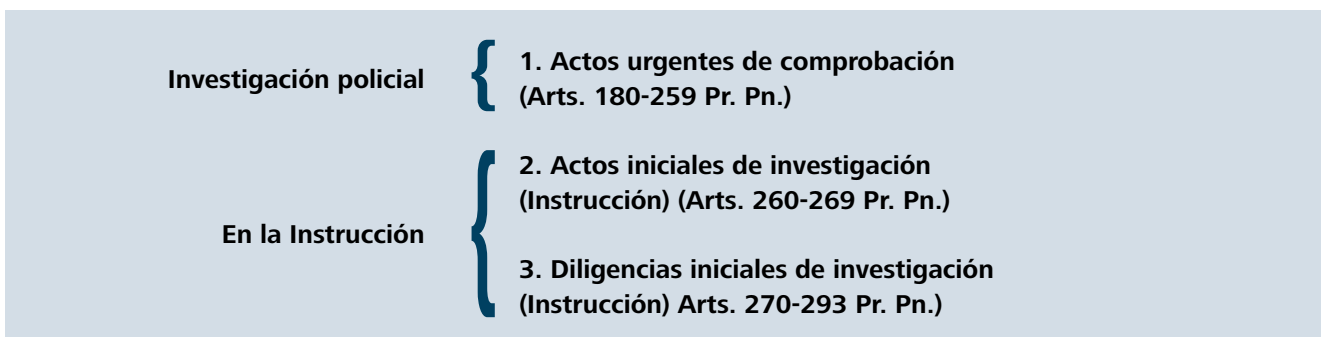 Investigación policial
1. Actos urgentes de comprobación
(Arts. 180-259 Pr. Pn.)
En la Instrucción
2. Actos iniciales de investigación
(Instrucción) (Arts. 260-269 Pr. Pn.)
3. Diligencias iniciales de investigación
(Instrucción) Arts. 270-293 Pr. Pn.)